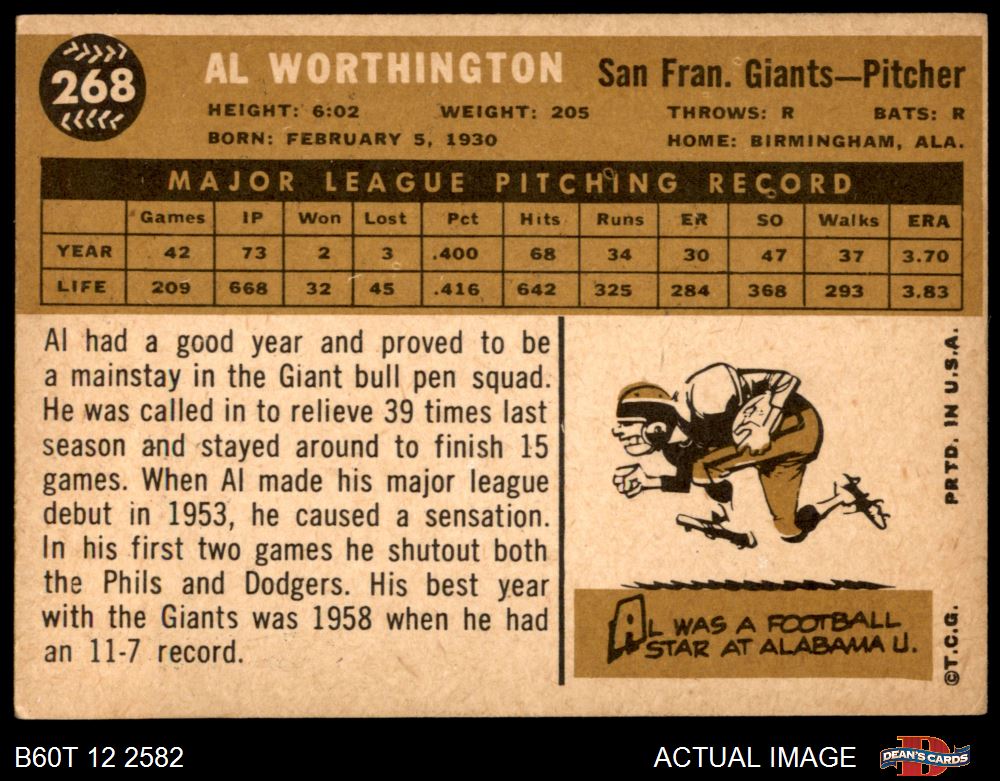 268
AL WORTHINGTON San Fran. Giants—Pitcher
HEIGHT: 6:02 WEIGHT: 205 THROWS: R BATS: R
BORN: FEBRUARY 5, 1930 HOME: BIRMINGHAM, ALA.
MAJOR LEAGUE PITCHING RECORD
Games IP Won Lost Pct Hits Runs ER SO Walks ERA
YEAR 42 73 2 3 .400 68 34 30 47 37 3.70
LIFE 209 668 32 45 .416 642 325 284 368 293 3.83
Al had a good year and proved to be
a mainstay in the Giant bull pen squad.
He was called in to relieve 39 times last
season and stayed around to finish 15
games. When Al made his major league
debut in 1953, he caused a sensation.
In his first two games he shutout both
the Phils and Dodgers. His best year
with the Giants was 1958 when he had
an 11-7 record.
AL WAS A FOOTBALL
STAR AT ALABAMA U.
©T.C.G. PRTD. IN U.S.A.
B60T 12 2582 ACTUAL IMAGE DEAN'S CARDS